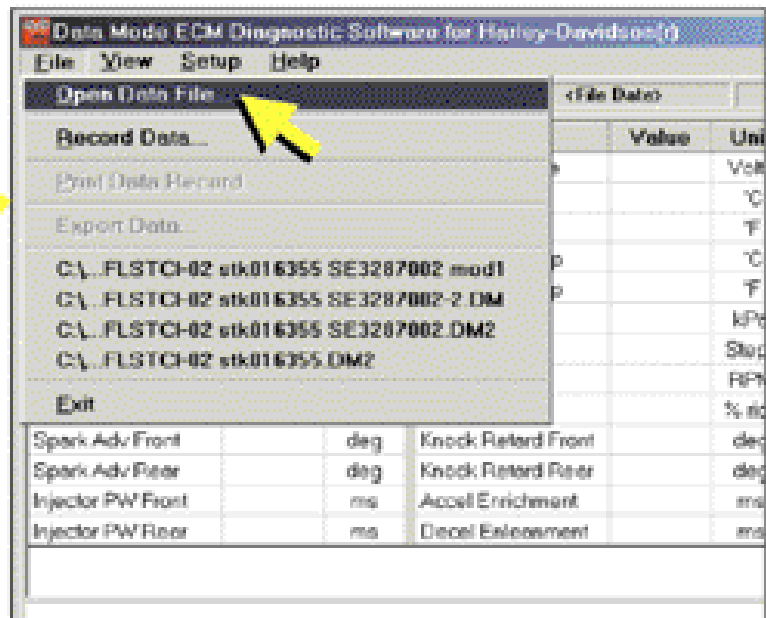 Data Mode ECM Diagnostic Software for Harley-Davidson(r)
File View Setup Help
Open Data File...
<File Data>
Record Data...
Value Uni
Print Data Record
Volt
Export Data...
°C
°F
C:\...FLSTCI-02 stk016355 SE3287002 mod1
°C
C:\...FLSTCI-02 stk016355 SE3287002-2.DM
°F
C:\...FLSTCI-02 stk016355 SE3287002.DM2
kPa
C:\...FLSTCI-02 stk016355.DM2
Step
RPM
Exit
Spark Adv Front deg Knock Retard Front deg
Spark Adv Rear deg Knock Retard Rear deg
Injector PW Front ms Accel Enrichment ms
Injector PW Rear ms Decel Enleanment ms